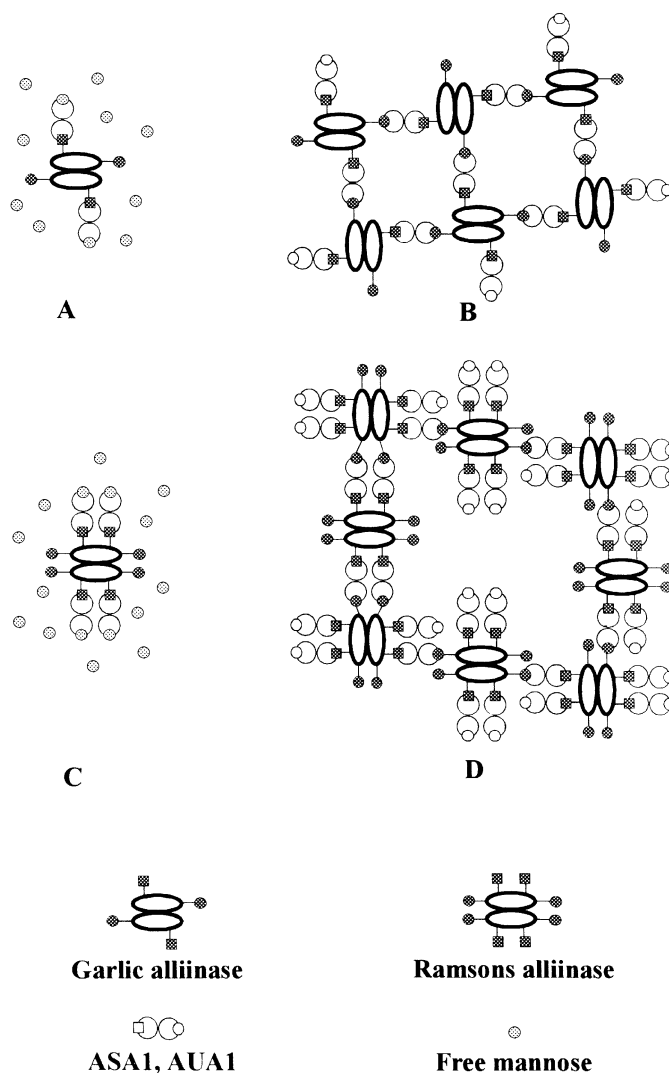 A
B
C
D
Garlic alliinase
Ramsons alliinase
ASA1, AUA1
Free mannose